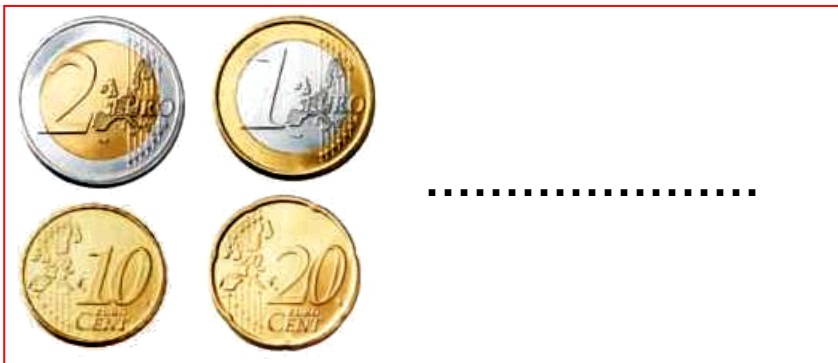 2 EURO
1 EURO
.....................
10 EURO CENT
20 EURO CENT